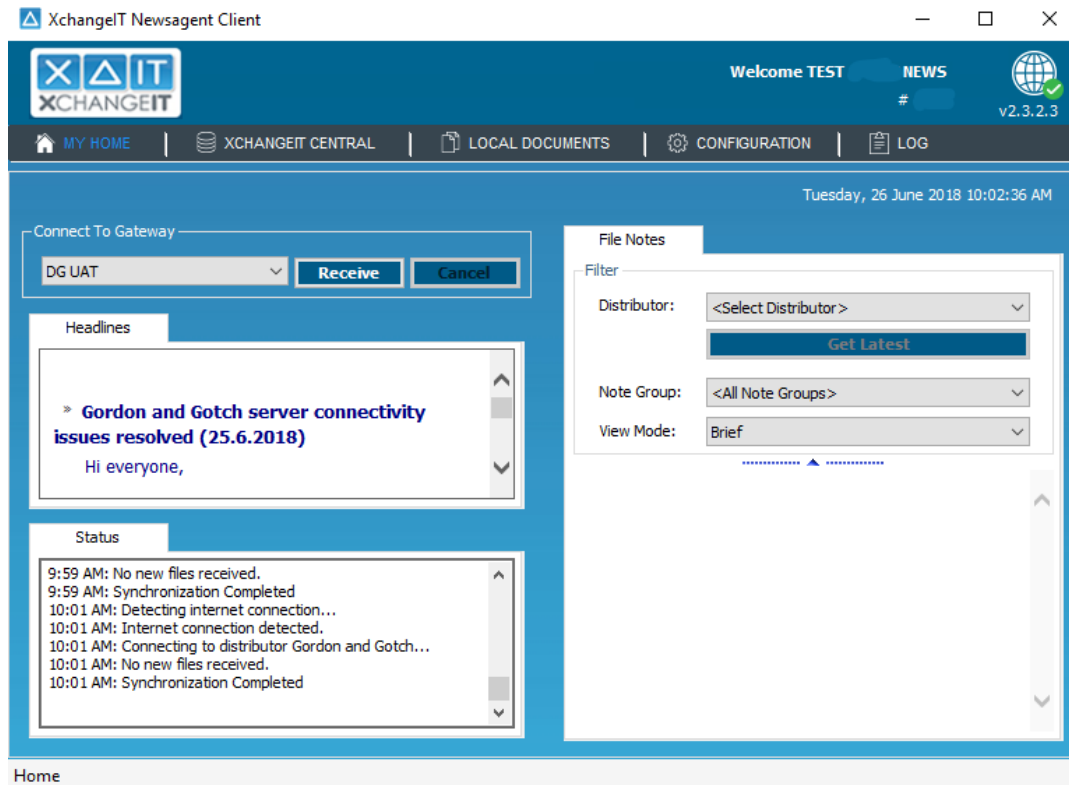 XchangeIT Newsagent Client
X IT
XCHANGEIT
Welcome TEST NEWS
#
v2.3.2.3
MY HOME
XCHANGEIT CENTRAL
LOCAL DOCUMENTS
CONFIGURATION
LOG
Tuesday, 26 June 2018 10:02:36 AM
Connect To Gateway
DG UAT
Receive
Cancel
Headlines
» Gordon and Gotch server connectivity
issues resolved (25.6.2018)
Hi everyone,
Status
9:59 AM: No new files received.
9:59 AM: Synchronization Completed
10:01 AM: Detecting internet connection...
10:01 AM: Internet connection detected.
10:01 AM: Connecting to distributor Gordon and Gotch...
10:01 AM: No new files received.
10:01 AM: Synchronization Completed
File Notes
Filter
Distributor:
<Select Distributor>
Get Latest
Note Group:
<All Note Groups>
View Mode:
Brief
Home